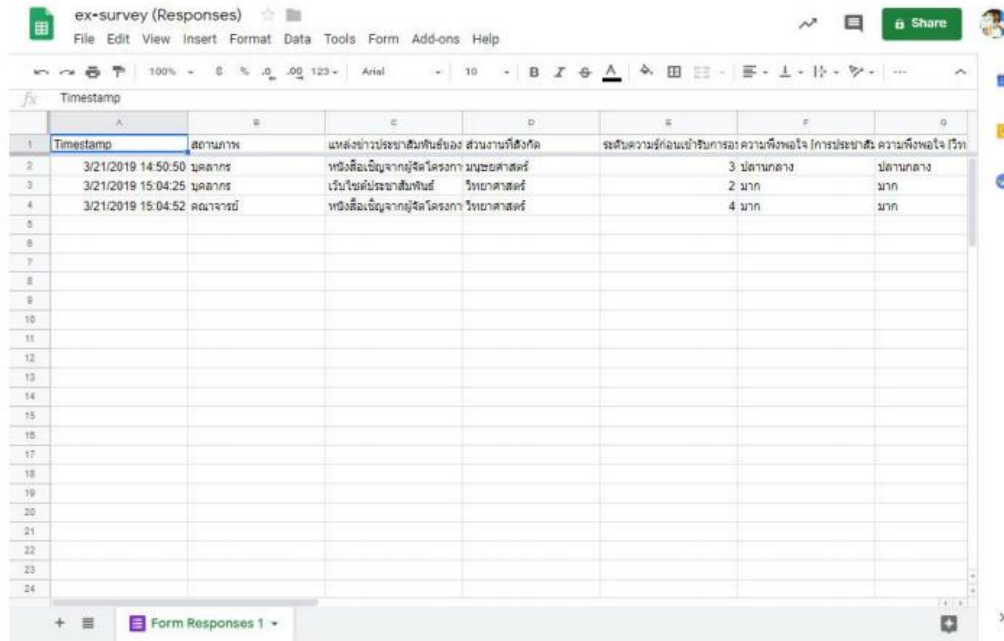 ex-survey (Responses)
File Edit View Insert Format Data Tools Form Add-ons Help
Share
100% $ % .0 .00 123 Arial 10 B I S A
fx Timestamp
A B C D E F G
1 Timestamp สถานภาพ แหล่งข่าวประชาสัมพันธ์ของ ส่วนงานที่สังกัด ระดับความรู้ก่อนเข้ารับการอ ความพึงพอใจ [การประชาสั ความพึงพอใจ [วิท
2 3/21/2019 14:50:50 บุคลากร หนังสือเชิญจากผู้จัดโครงกา มนุษยศาสตร์ 3 ปลานกลาง ปลานกลาง
3 3/21/2019 15:04:25 บุคลากร เว็บไซต์ประชาสัมพันธ์ วิทยาศาสตร์ 2 มาก มาก
4 3/21/2019 15:04:52 คณาจารย์ หนังสือเชิญจากผู้จัดโครงกา วิทยาศาสตร์ 4 มาก มาก
5
6
7
8
9
10
11
12
13
14
15
16
17
18
19
20
21
22
23
24
Form Responses 1